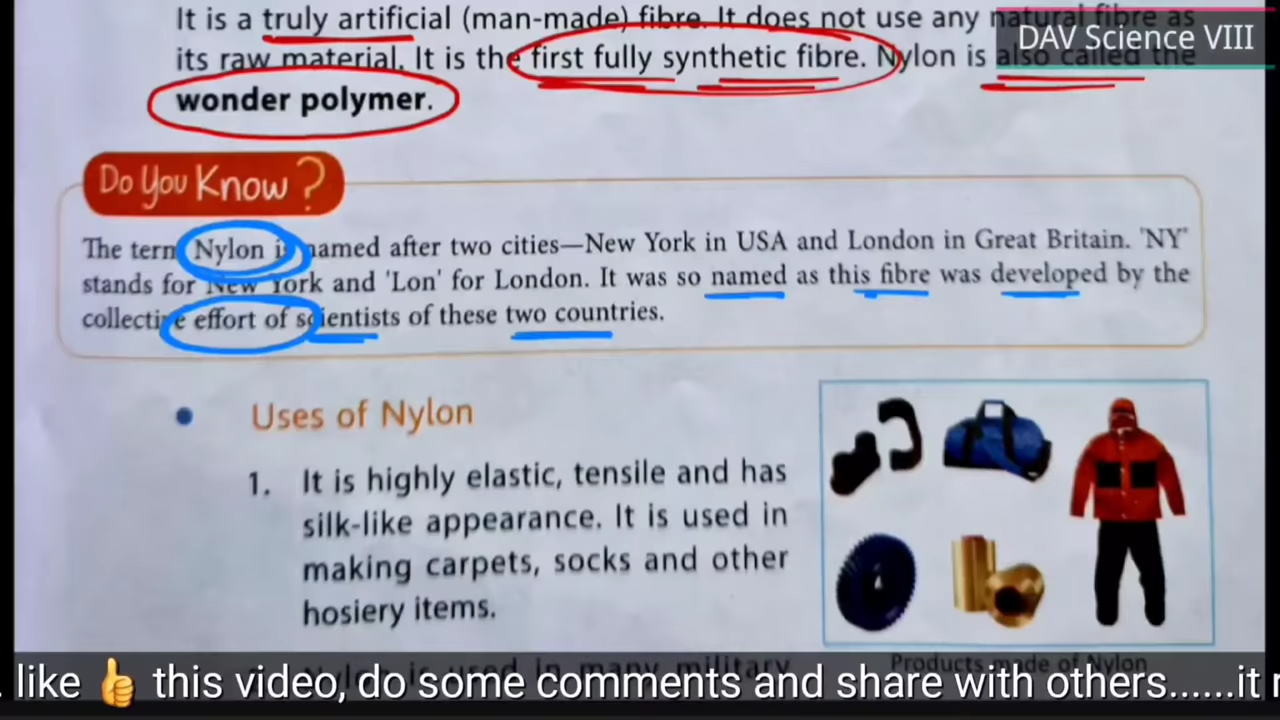 It is a truly artificial (man-made) fibre. It does not use any natural fibre as
DAV Science VIII
its raw material. It is the first fully synthetic fibre. Nylon is also called the
wonder polymer.
Do You Know ?
The term Nylon is named after two cities—New York in USA and London in Great Britain. 'NY'
stands for New York and 'Lon' for London. It was so named as this fibre was developed by the
collective effort of scientists of these two countries.
• Uses of Nylon
1. It is highly elastic, tensile and has
silk-like appearance. It is used in
making carpets, socks and other
hosiery items.
Nylon is used in many military
Products made of Nylon
like 👍 this video, do some comments and share with others......it